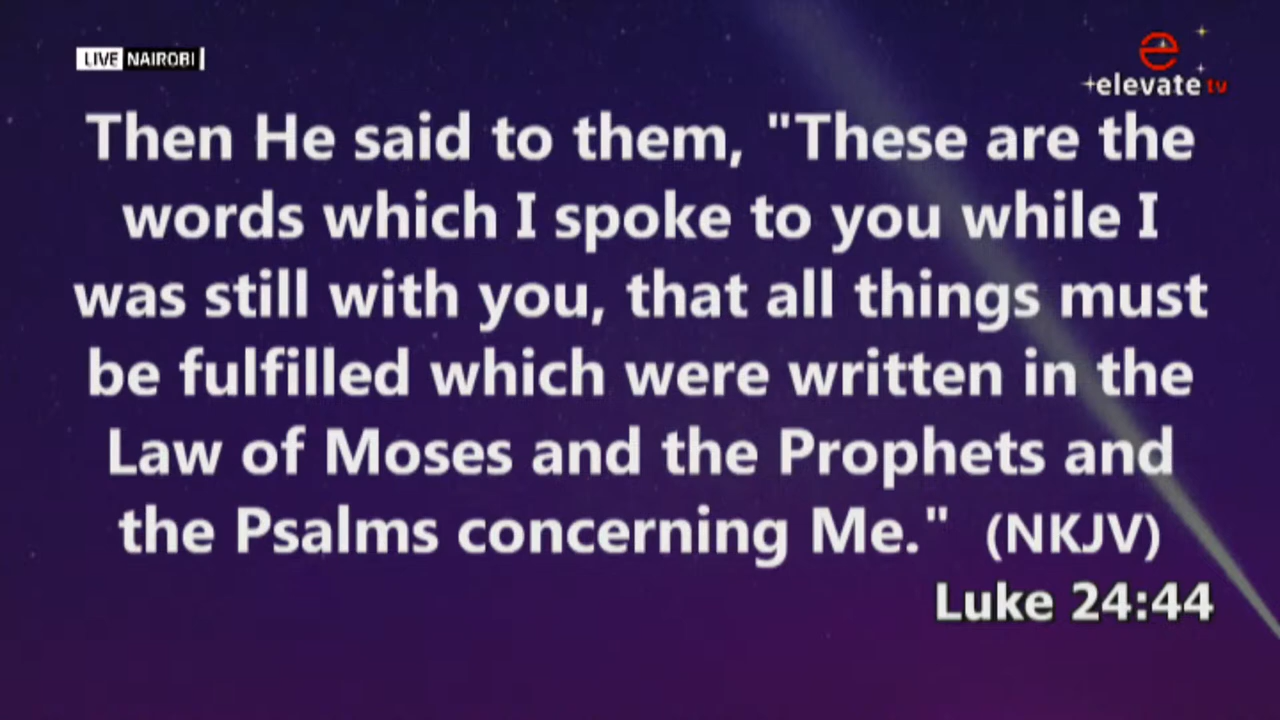 LIVE NAIROBI
e
elevate tv
Then He said to them, "These are the
words which I spoke to you while I
was still with you, that all things must
be fulfilled which were written in the
Law of Moses and the Prophets and
the Psalms concerning Me." (NKJV)
Luke 24:44